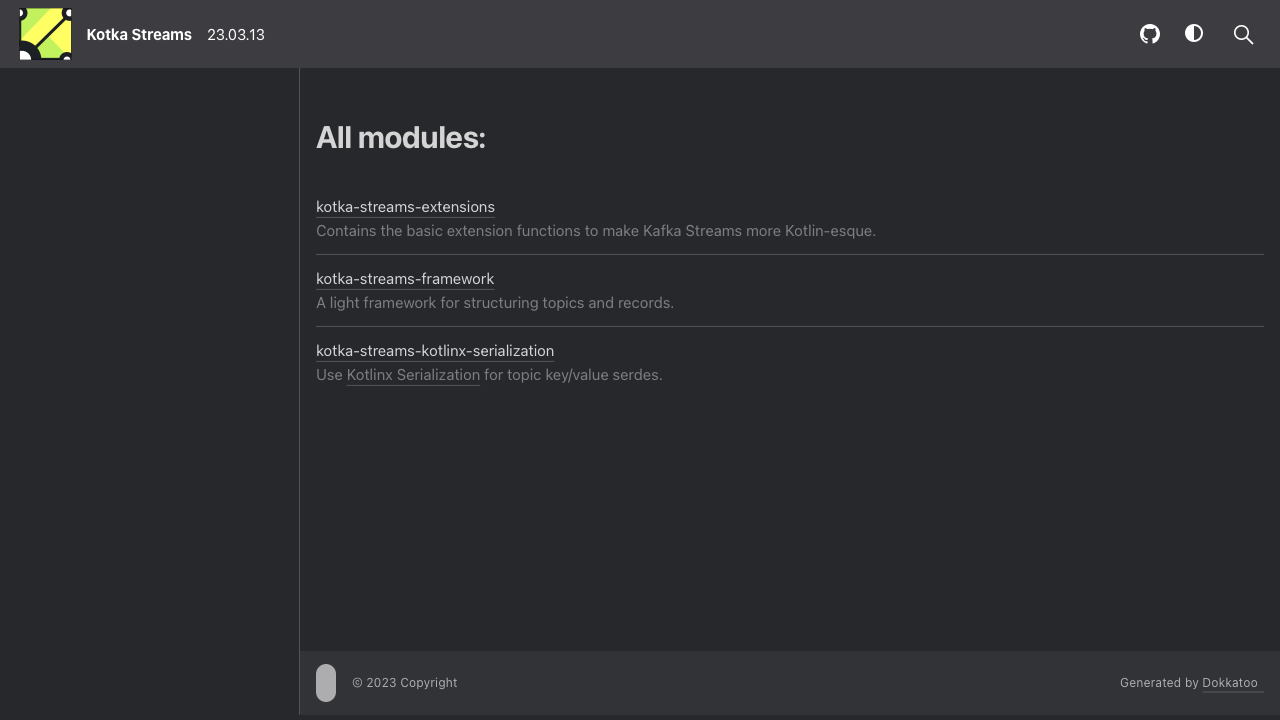 Kotka Streams 23.03.13
All modules:
kotka-streams-extensions
Contains the basic extension functions to make Kafka Streams more Kotlin-esque.
kotka-streams-framework
A light framework for structuring topics and records.
kotka-streams-kotlinx-serialization
Use Kotlinx Serialization for topic key/value serdes.
© 2023 Copyright
Generated by Dokkatoo